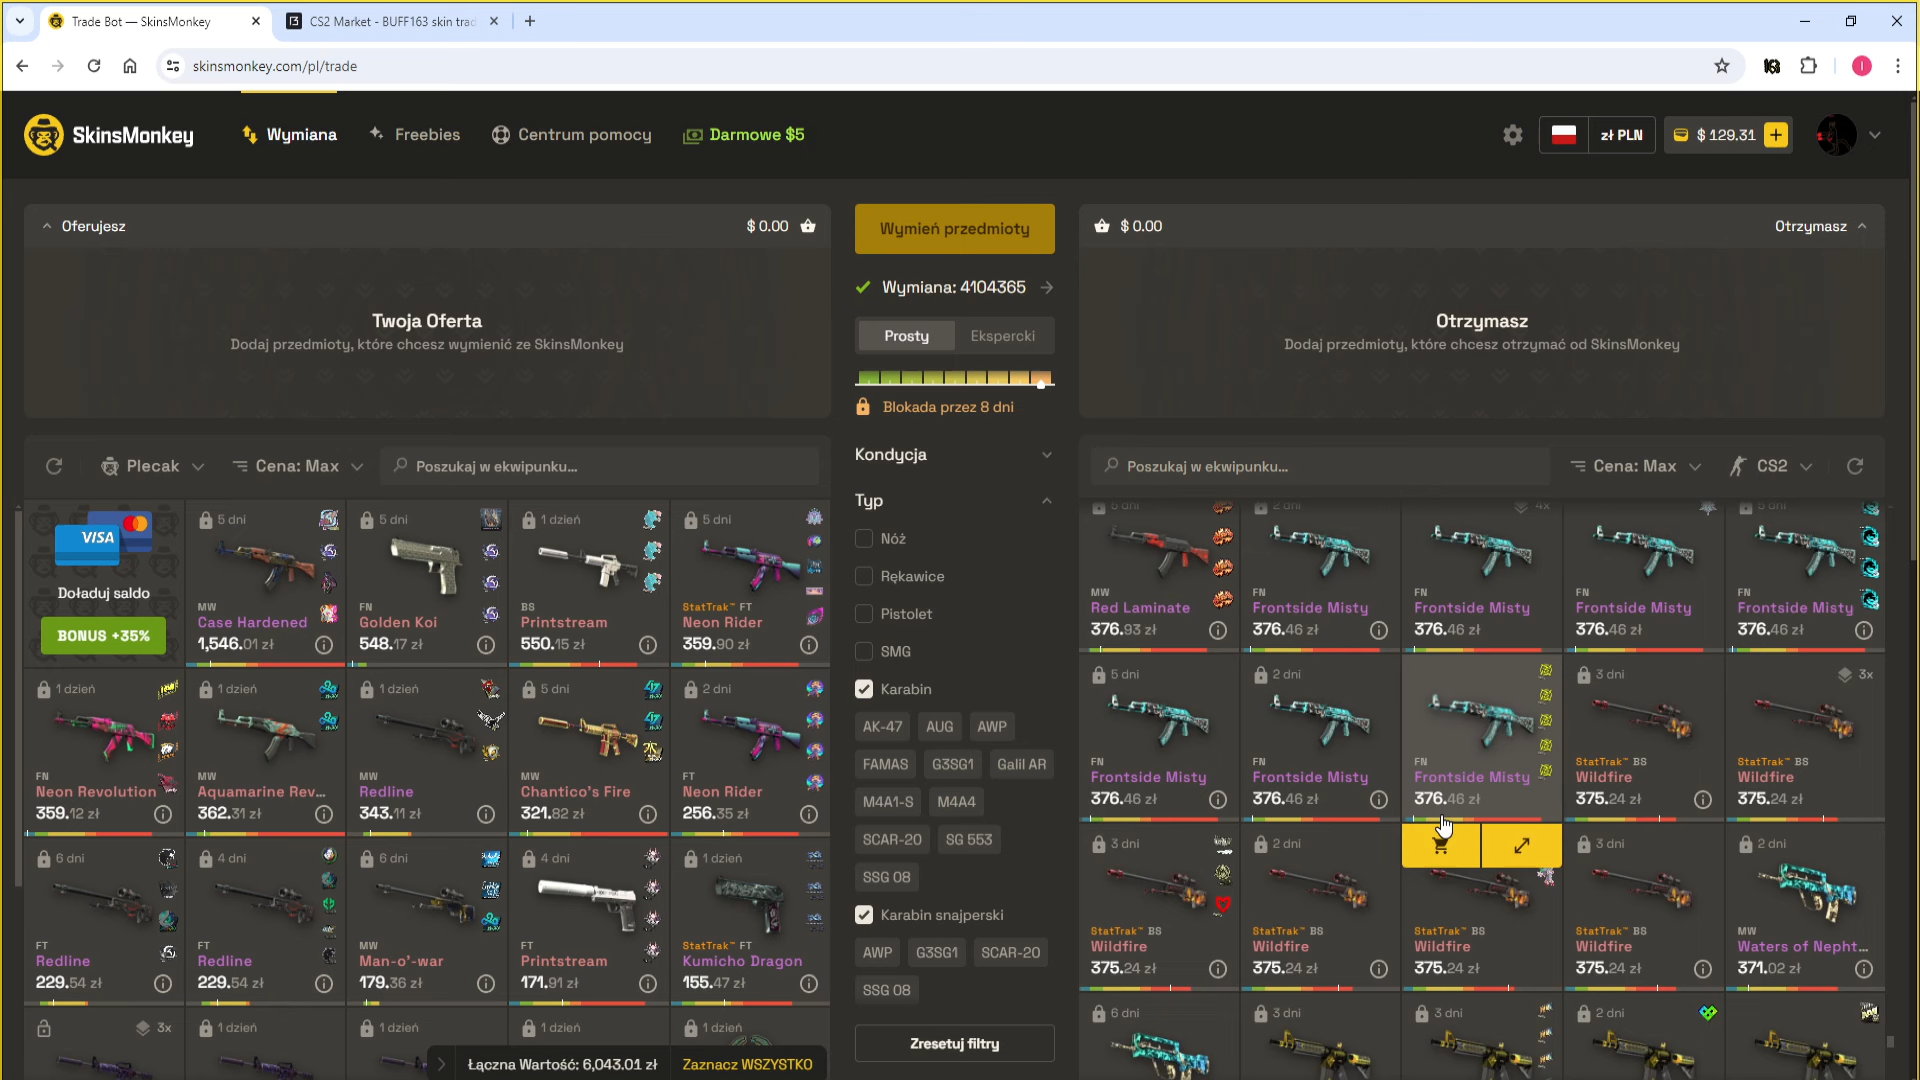 Trade Bot — SkinsMonkey
CS2 Market - BUFF163 skin trad
skinsmonkey.com/pl/trade
SkinsMonkey
Wymiana
Freebies
Centrum pomocy
Darmowe $5
zł PLN
$ 129.31
Oferujesz
$ 0.00
Twoja Oferta
Dodaj przedmioty, które chcesz wymienić ze SkinsMonkey
Wymień przedmioty
Wymiana: 4104365
Prosty
Ekspercki
Blokada przez 8 dni
$ 0.00
Otrzymasz
Otrzymasz
Dodaj przedmioty, które chcesz otrzymać od SkinsMonkey
Plecak
Cena: Max
Poszukaj w ekwipunku...
VISA
Doładuj saldo
BONUS +35%
5 dni
MW
Case Hardened
1,546.01 zł
5 dni
FN
Golden Koi
548.17 zł
1 dzień
BS
Printstream
550.15 zł
5 dni
StatTrak™ FT
Neon Rider
359.90 zł
1 dzień
FN
Neon Revolution
359.12 zł
1 dzień
MW
Aquamarine Rev...
362.31 zł
1 dzień
MW
Redline
343.11 zł
5 dni
MW
Chantico's Fire
321.82 zł
2 dni
FT
Neon Rider
256.35 zł
6 dni
FT
Redline
229.54 zł
4 dni
FT
Redline
229.54 zł
6 dni
MW
Man-o'-war
179.36 zł
4 dni
FT
Printstream
171.91 zł
1 dzień
StatTrak™ FT
Kumicho Dragon
155.47 zł
3x
1 dzień
1 dzień
1 dzień
1 dzień
Łączna Wartość: 6,043.01 zł
Zaznacz WSZYSTKO
Kondycja
Typ
Nóż
Rękawice
Pistolet
SMG
Karabin
AK-47
AUG
AWP
FAMAS
G3SG1
Galil AR
M4A1-S
M4A4
SCAR-20
SG 553
SSG 08
Karabin snajperski
AWP
G3SG1
SCAR-20
SSG 08
Zresetuj filtry
Poszukaj w ekwipunku...
Cena: Max
CS2
5 dni
MW
Red Laminate
376.93 zł
2 dni
FN
Frontside Misty
376.46 zł
4x
FN
Frontside Misty
376.46 zł
FN
Frontside Misty
376.46 zł
5 dni
FN
Frontside Misty
376.46 zł
5 dni
FN
Frontside Misty
376.46 zł
2 dni
FN
Frontside Misty
376.46 zł
FN
Frontside Misty
376.46 zł
3 dni
StatTrak™ BS
Wildfire
375.24 zł
3x
StatTrak™ BS
Wildfire
375.24 zł
3 dni
StatTrak™ BS
Wildfire
375.24 zł
2 dni
StatTrak™ BS
Wildfire
375.24 zł
StatTrak™ BS
Wildfire
375.24 zł
3 dni
StatTrak™ BS
Wildfire
375.24 zł
2 dni
MW
Waters of Nepht...
371.02 zł
6 dni
3 dni
3 dni
2 dni